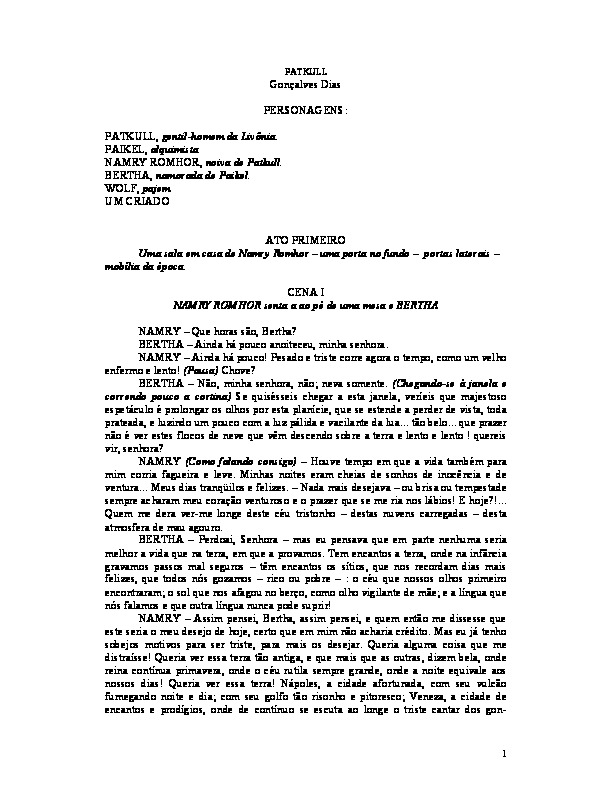 PATKULL
Gonçalves Dias
PERSONAGENS:
PATKULL, gentil-homem da Livônia.
PAIKEL, alquimista
NAMRY ROMHOR, noiva de Patkull.
BERTHA, namorada de Paikel.
WOLF, pajem.
UM CRIADO
ATO PRIMEIRO
Uma sala em casa de Namry Romhor – uma porta no fundo – portas laterais –
mobília da época.
CENA I
NAMRY ROMHOR senta a ao pé de uma mesa e BERTHA
NAMRY – Que horas são, Bertha?
BERTHA – Ainda há pouco anoiteceu, minha senhora.
NAMRY – Ainda há pouco! Pesado e triste corre agora o tempo, como um velho
enfermo e lento! (Pausa) Chove?
BERTHA – Não, minha senhora, não; neva somente. (Chegando-se à janela e
correndo pouco a cortina) Se quisésseis chegar a esta janela, veríeis que majestoso
espetáculo é prolongar os olhos por esta planície, que se estende a perder de vista, toda
prateada, e luzindo um pouco com a luz pálida e vacilante da lua... tão belo... que prazer
não é ver estes flocos de neve que vêm descendo sobre a terra e lento e lento ! quereis
vir, senhora?
NAMRY (Como falando consigo) – Houve tempo em que a vida também para
mim corria fagueira e leve. Minhas noites eram cheias de sonhos de inocência e de
ventura... Meus dias tranqüilos e felizes. – Nada mais desejava – ou brisa ou tempestade
sempre acharam meu coração venturoso e o prazer que se me ria nos lábios! E hoje?!...
Quem me dera ver-me longe deste céu tristonho – destas nuvens carregadas – desta
atmosfera de mau agouro.
BERTHA – Perdoai, Senhora – mas eu pensava que em parte nenhuma seria
melhor a vida que na terra, em que a provamos. Tem encantos a terra, onde na infância
gravamos passos mal seguros – têm encantos os sítios, que nos recordam dias mais
felizes, que todos nós gozamos – rico ou pobre – : o céu que nossos olhos primeiro
encontraram; o sol que nos afagou no berço, como olho vigilante de mãe; e a língua que
nós falamos e que outra língua nunca pode suprir!
NAMRY – Assim pensei, Bertha, assim pensei, e quem então me dissesse que
este seria o meu desejo de hoje, certo que em mim não acharia crédito. Mas eu já tenho
sobejos motivos para ser triste, para mais os desejar. Queria alguma coisa que me
distraísse! Queria ver essa terra tão antiga, e que mais que as outras, dizem bela, onde
reina contínua primavera, onde o céu rutila sempre grande, onde a noite equivale aos
nossos dias! Queria ver essa terra! Nápoles, a cidade afortunada, com seu vulcão
fumegando noite e dia; com seu golfo tão risonho e pitoresco; Veneza, a cidade de
encantos e prodígios, onde de contínuo se escuta ao longe o triste cantar dos gon-
1